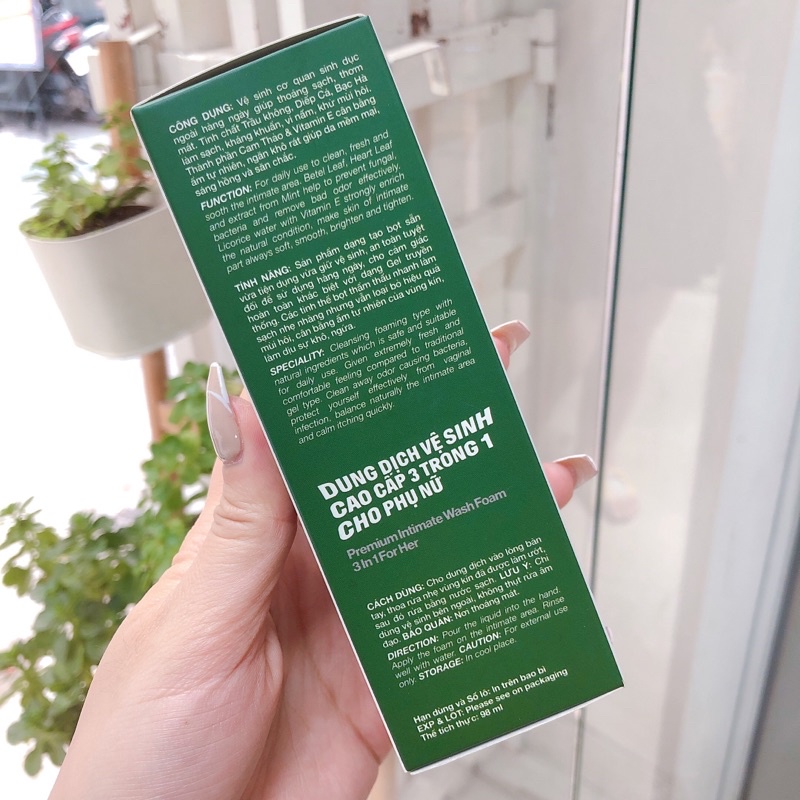 CÔNG DỤNG: Vệ sinh cơ quan sinh dục
ngoài hàng ngày giúp thoáng sạch, thơm
mát. Tinh chất Trầu không, Diếp Cá, Bạc Hà
làm sạch, kháng khuẩn, vi nấm, khử mùi hôi.
Thành phần Cam Thảo & Vitamin E cân bằng
ẩm tự nhiên, ngăn khô rát giúp da mềm mại,
sáng hồng và săn chắc.
FUNCTION: For daily use to clean, fresh and
sooth the intimate area. Betel Leaf, Heart Leaf
and extract from Mint help to prevent fungal,
bacteria and remove bad odor effectively.
Licorice water with Vitamin E strongly enrich
the natural condition, make skin of intimate
part always soft, smooth, brighten and tighten.
TÍNH NĂNG: Sản phẩm dạng tạo bọt sẵn
vừa tiện dụng vừa giữ vệ sinh, an toàn tuyệt
đối để sử dụng hàng ngày, cho cảm giác
hoàn toàn khác biệt với dạng Gel truyền
thống. Các tinh thể bọt thẩm thấu nhanh làm
sạch nhẹ nhàng nhưng vẫn loại bỏ hiệu quả
mùi hôi, cân bằng ẩm tự nhiên của vùng kín,
làm dịu sự khô, ngứa.
SPECIALITY: Cleansing foaming type with
natural ingredients which is safe and suitable
for daily use. Given extremely fresh and
comfortable feeling compared to traditional
gel type. Clean away odor causing bacteria,
protect yourself effectively from vaginal
infection, balance naturally the intimate area
and calm itching quickly.
DUNG DỊCH VỆ SINH
CAO CẤP 3 TRONG 1
CHO PHỤ NỮ
Premium Intimate Wash Foam
3 In 1 For Her
CÁCH DÙNG: Cho dung dịch vào lòng bàn
tay, thoa rửa nhẹ vùng kín đã được làm ướt,
sau đó rửa bằng nước sạch. LƯU Ý: Chỉ
dùng vệ sinh bên ngoài, không thụt rửa âm
đạo. BẢO QUẢN: Nơi thoáng mát.
DIRECTION: Pour the liquid into the hand.
Apply the foam on the intimate area. Rinse
well with water. CAUTION: For external use
only. STORAGE: In cool place.
Hạn dùng và Số lô: In trên bao bì
EXP & LOT: Please see on packaging
Thể tích thực: 98 ml